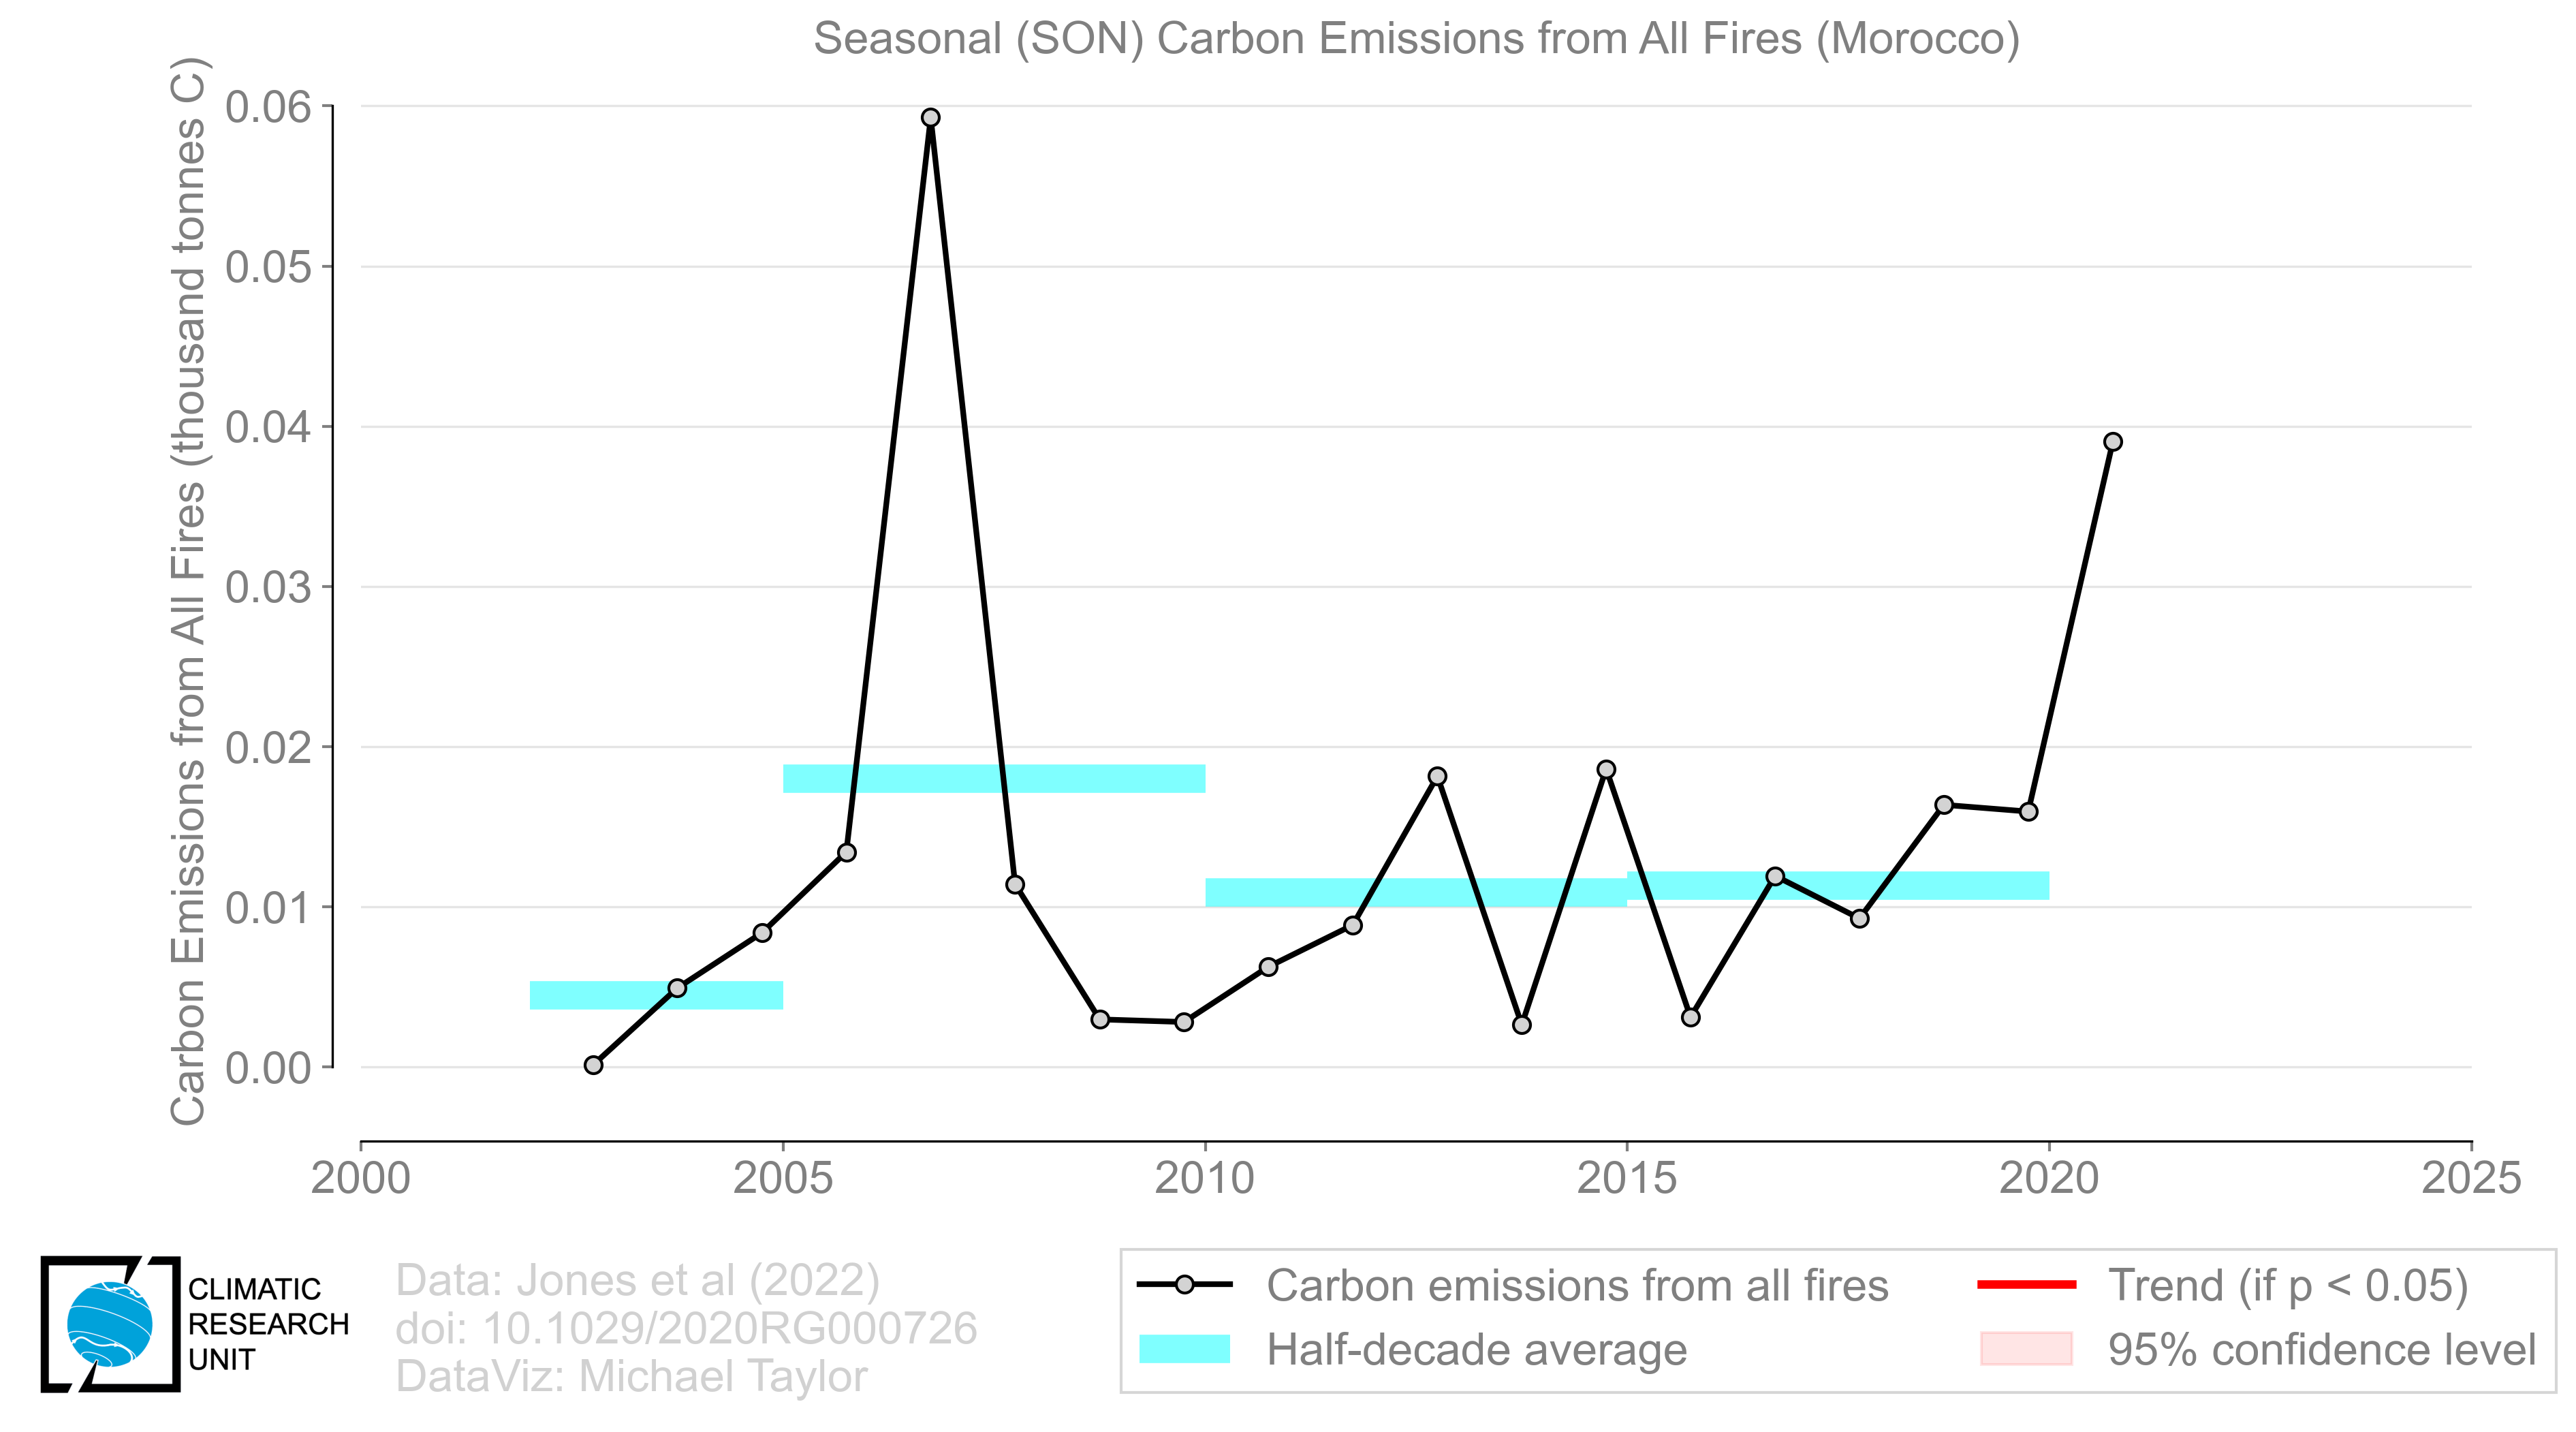 Seasonal (SON) Carbon Emissions from All Fires (Morocco)
Carbon Emissions from All Fires (thousand tonnes C)
0.06
0.05
0.04
0.03
0.02
0.01
0.00
2000
2005
2010
2015
2020
2025
CLIMATIC
RESEARCH
UNIT
Data: Jones et al (2022)
doi: 10.1029/2020RG000726
DataViz: Michael Taylor
Carbon emissions from all fires
Half-decade average
Trend (if p < 0.05)
95% confidence level